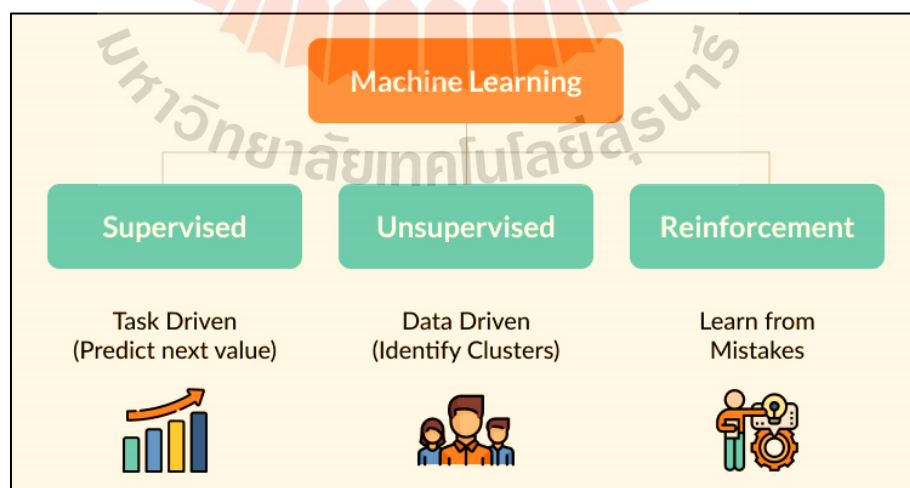 Machine Learning
มหาวิทยาลัยเทคโนโลยีสุรนารี
Supervised
Unsupervised
Reinforcement
Task Driven
(Predict next value)
Data Driven
(Identify Clusters)
Learn from
Mistakes